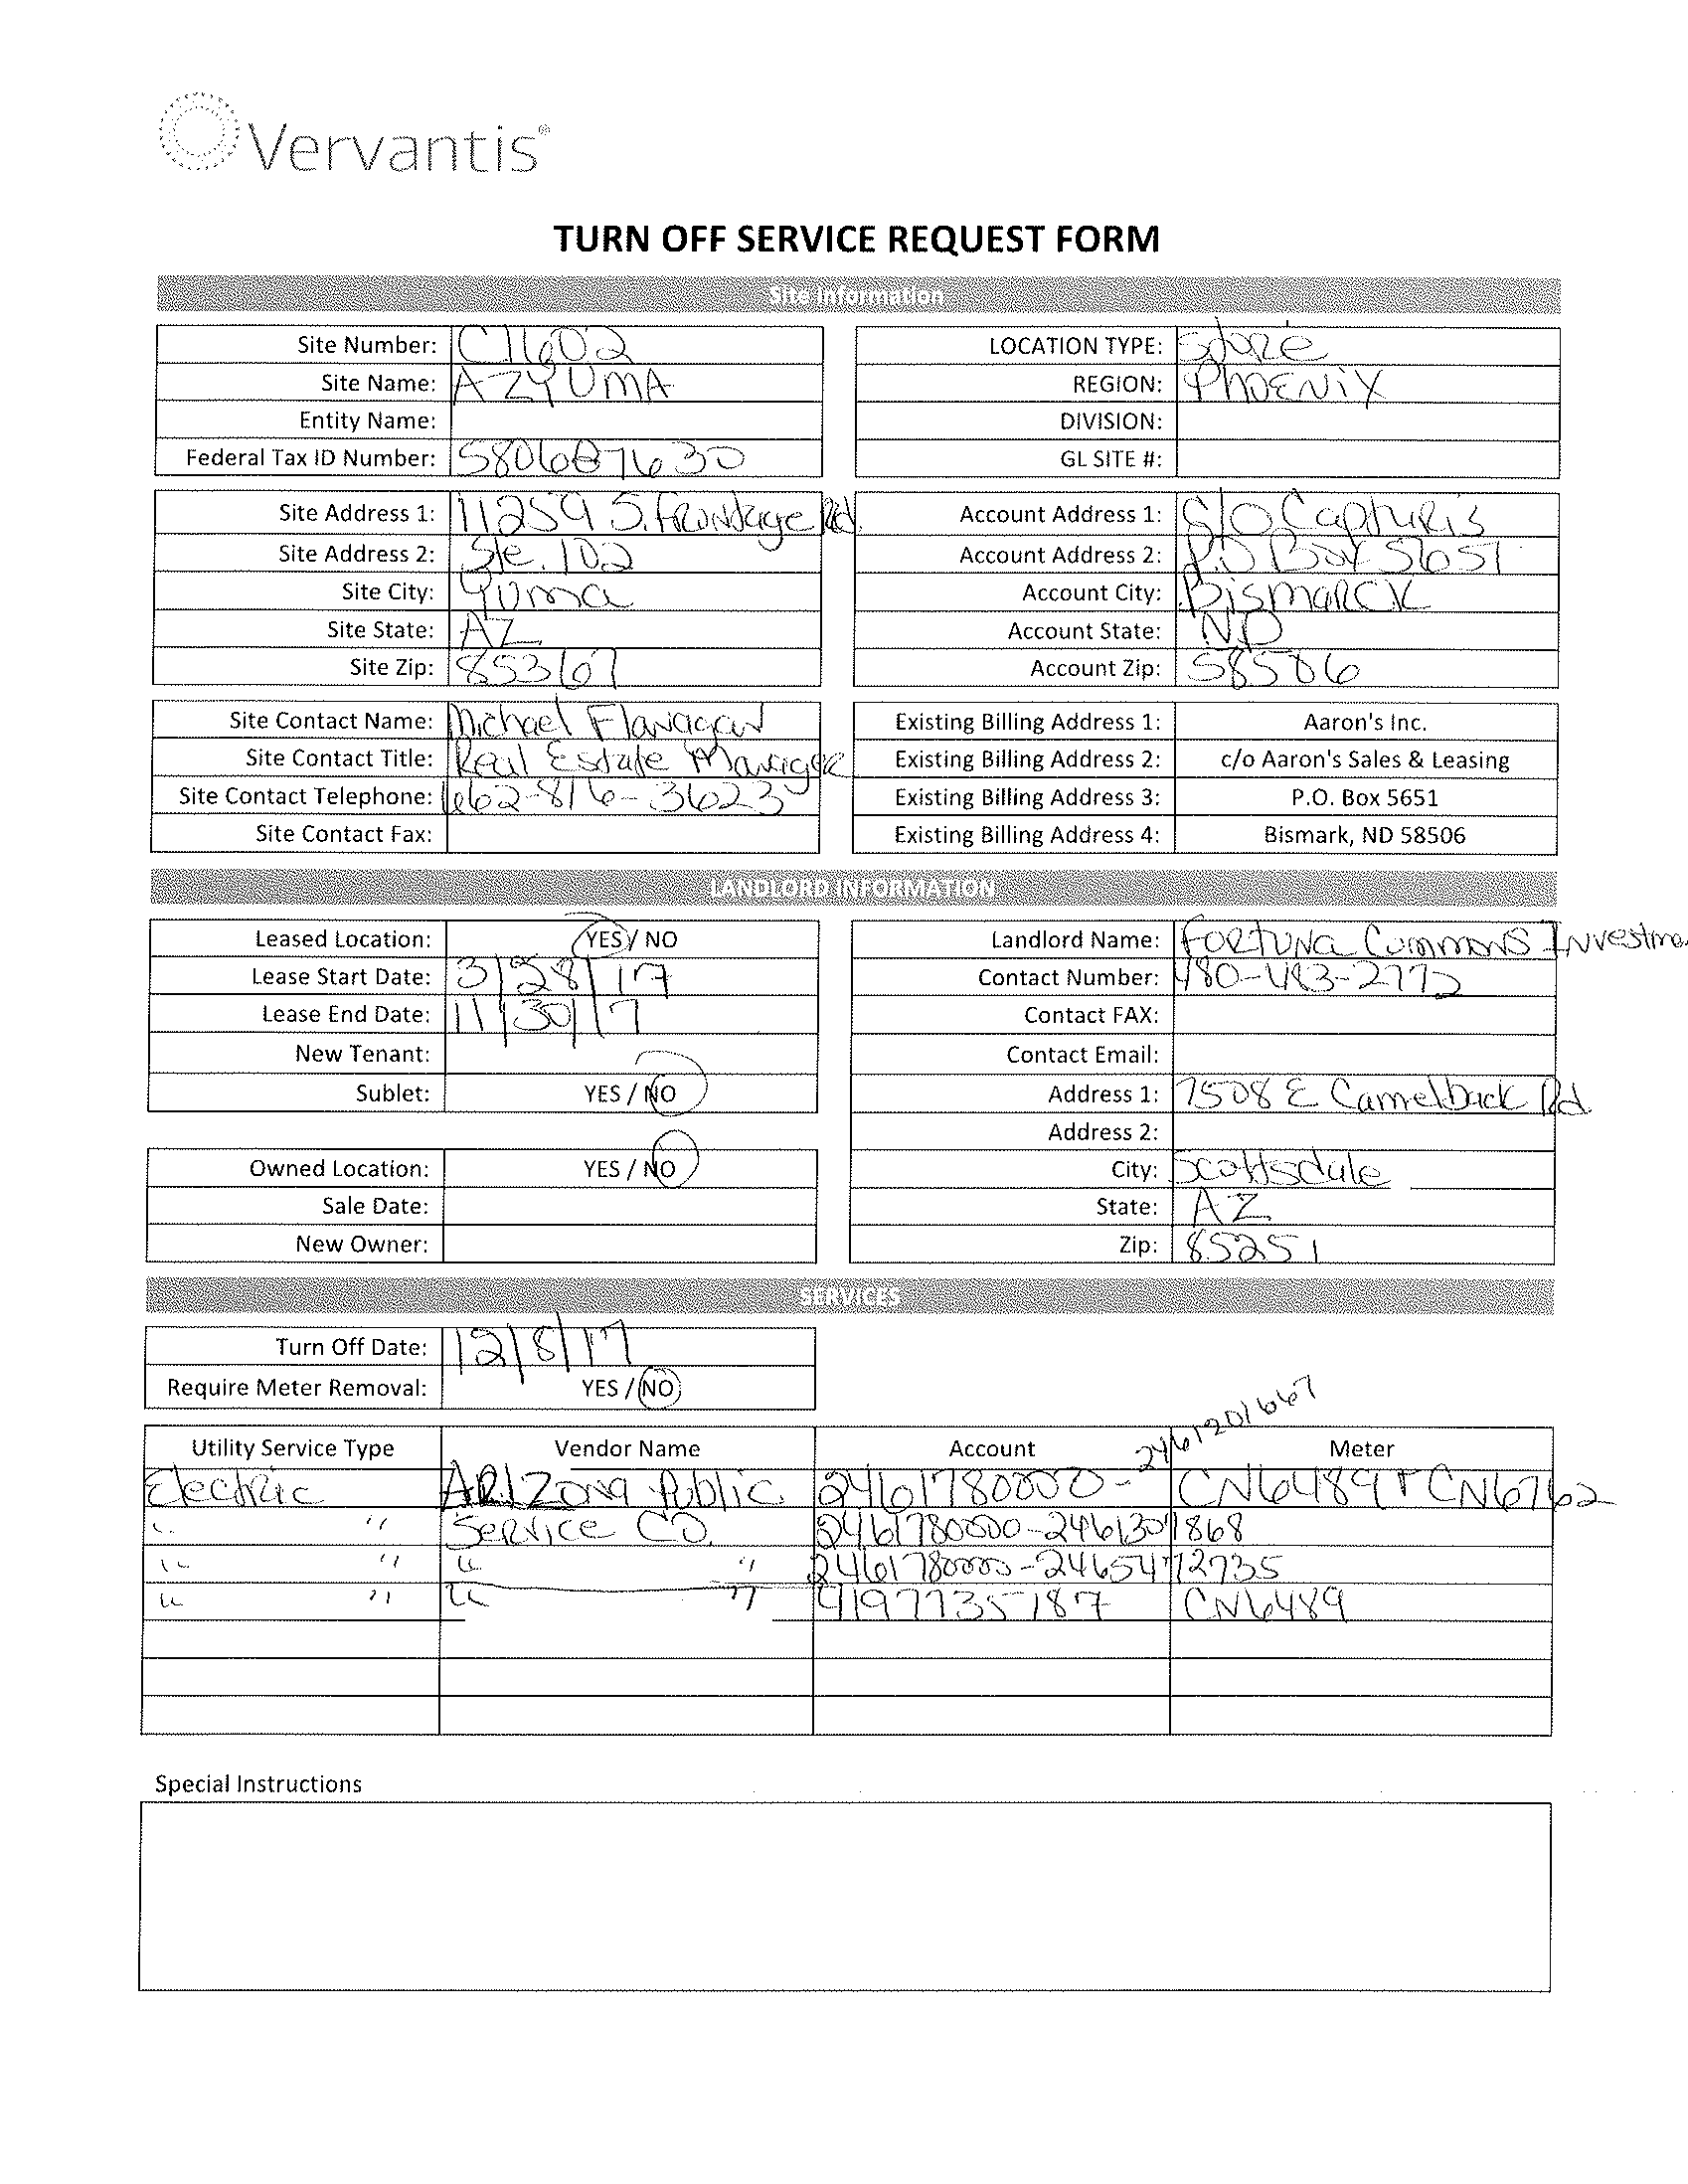 Vervantis®
TURN OFF SERVICE REQUEST FORM
Site Information
Site Number: C1602
Site Name: AZYUMA
Entity Name:
Federal Tax ID Number: 580687630
LOCATION TYPE: Store
REGION: PHOENIX
DIVISION:
GL SITE #:
Site Address 1: 11259 S. Frontage Rd.
Site Address 2: Ste. 102
Site City: Yuma
Site State: AZ
Site Zip: 85367
Account Address 1: C/O Capturis
Account Address 2: P.O Box 5651
Account City: Bismarck
Account State: ND
Account Zip: 58506
Site Contact Name: Michael Flanagan
Site Contact Title: Real Estate Manager
Site Contact Telephone: 662-816-3623
Site Contact Fax:
Existing Billing Address 1: Aaron's Inc.
Existing Billing Address 2: c/o Aaron's Sales & Leasing
Existing Billing Address 3: P.O. Box 5651
Existing Billing Address 4: Bismark, ND 58506
LANDLORD INFORMATION
Leased Location: YES / NO
Lease Start Date: 3/28/17
Lease End Date: 11/30/17
New Tenant:
Sublet: YES / NO
Owned Location: YES / NO
Sale Date:
New Owner:
Landlord Name: Fortuna Commons Investme
Contact Number:
Contact FAX:
Contact Email:
Address 1: 7508 E Camelback Rd.
Address 2:
City: Scottsdale
State: AZ
Zip: 85251
SERVICES
Turn Off Date: 12/8/17
Require Meter Removal: YES / NO
Utility Service Type Vendor Name Account Meter
Electric ARIZONA Public 2461780000-2461201667 CN6489 + CN6762
" " Service Co. 2461780000-2461301868
" " " " 2461780000-2465472735
" " " " 9197735187 CN6489
Special Instructions